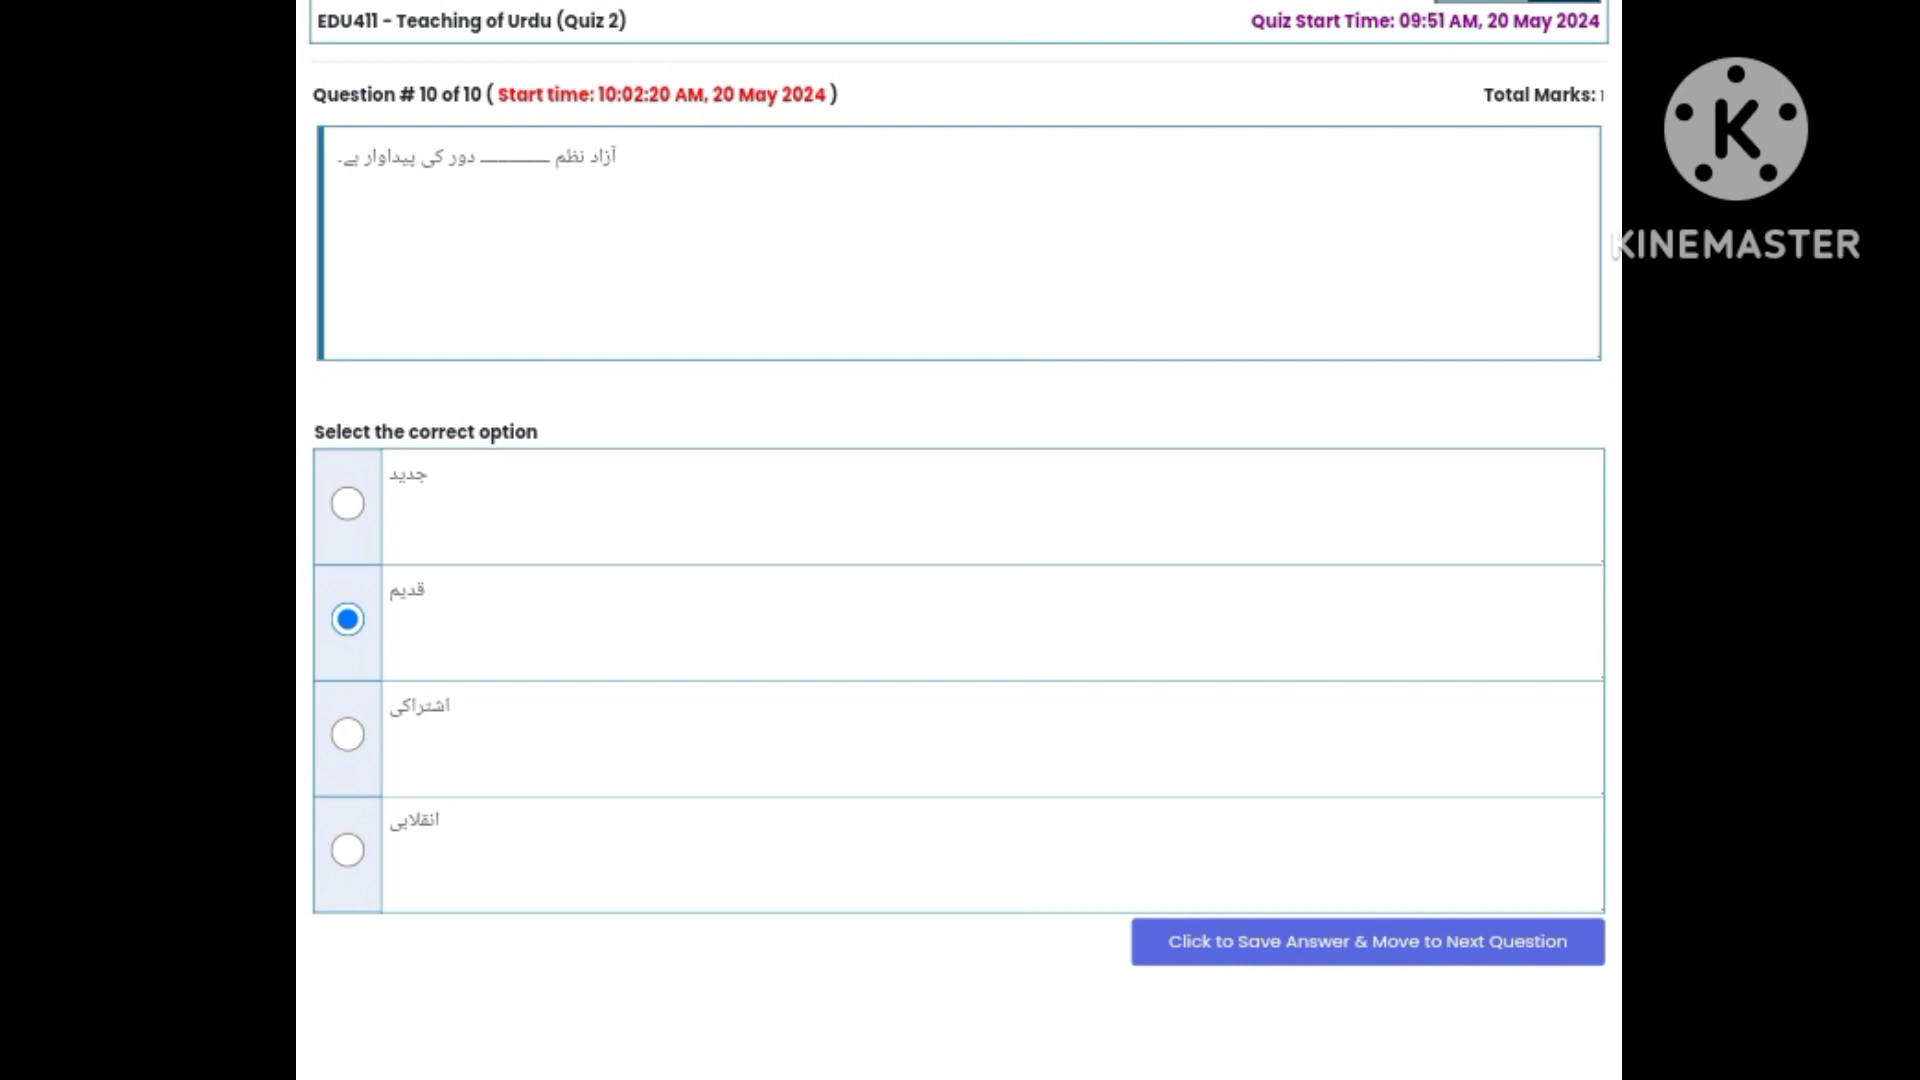 EDU411 - Teaching of Urdu (Quiz 2)
Quiz Start Time: 09:51 AM, 20 May 2024
Question # 10 of 10 ( Start time: 10:02:20 AM, 20 May 2024 )
Total Marks: 1
آزاد نظم ________ دور کی پیداوار ہے۔
Select the correct option
جدید
قدیم
اشتراکی
انقلابی
Click to Save Answer & Move to Next Question
K
KINEMASTER